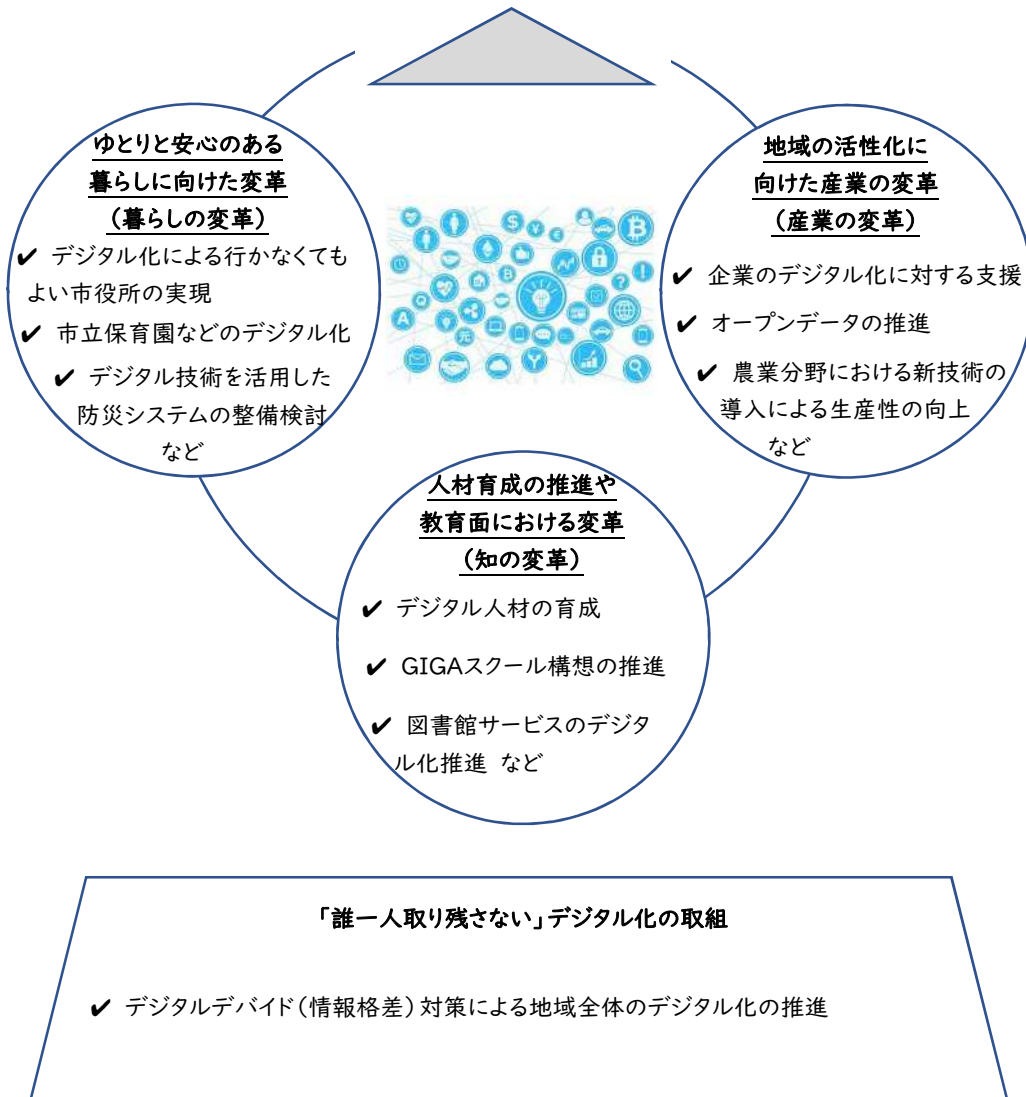 ゆとりと安心のある
暮らしに向けた変革
（暮らしの変革）
✔ デジタル化による行かなくても
よい市役所の実現
✔ 市立保育園などのデジタル化
✔ デジタル技術を活用した
防災システムの整備検討
など
地域の活性化に
向けた産業の変革
（産業の変革）
✔ 企業のデジタル化に対する支援
✔ オープンデータの推進
✔ 農業分野における新技術の
導入による生産性の向上
など
人材育成の推進や
教育面における変革
（知の変革）
✔ デジタル人材の育成
✔ GIGAスクール構想の推進
✔ 図書館サービスのデジタ
ル化推進 など
「誰一人取り残さない」デジタル化の取組
✔ デジタルデバイド（情報格差）対策による地域全体のデジタル化の推進